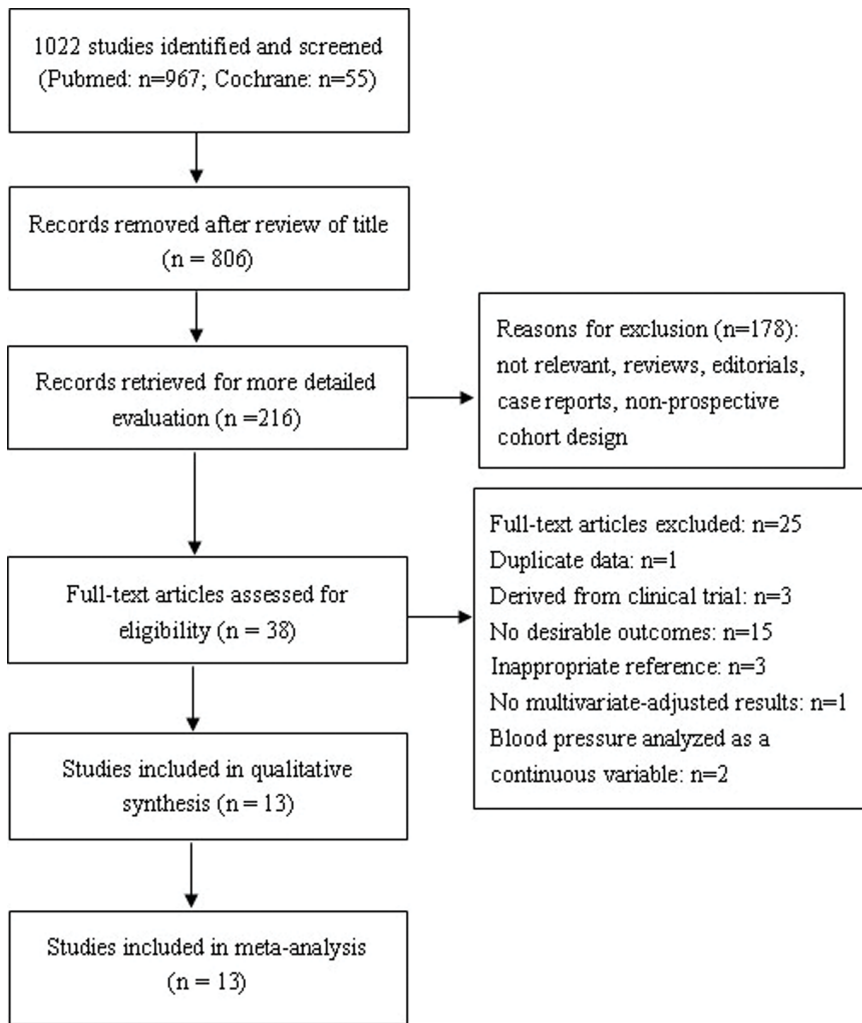 1022 studies identified and screened
(Pubmed: n=967; Cochrane: n=55)
Records removed after review of title
(n = 806)
Records retrieved for more detailed
evaluation (n =216)
Reasons for exclusion (n=178):
not relevant, reviews, editorials,
case reports, non-prospective
cohort design
Full-text articles assessed for
eligibility (n = 38)
Full-text articles excluded: n=25
Duplicate data: n=1
Derived from clinical trial: n=3
No desirable outcomes: n=15
Inappropriate reference: n=3
No multivariate-adjusted results: n=1
Blood pressure analyzed as a
continuous variable: n=2
Studies included in qualitative
synthesis (n = 13)
Studies included in meta-analysis
(n = 13)